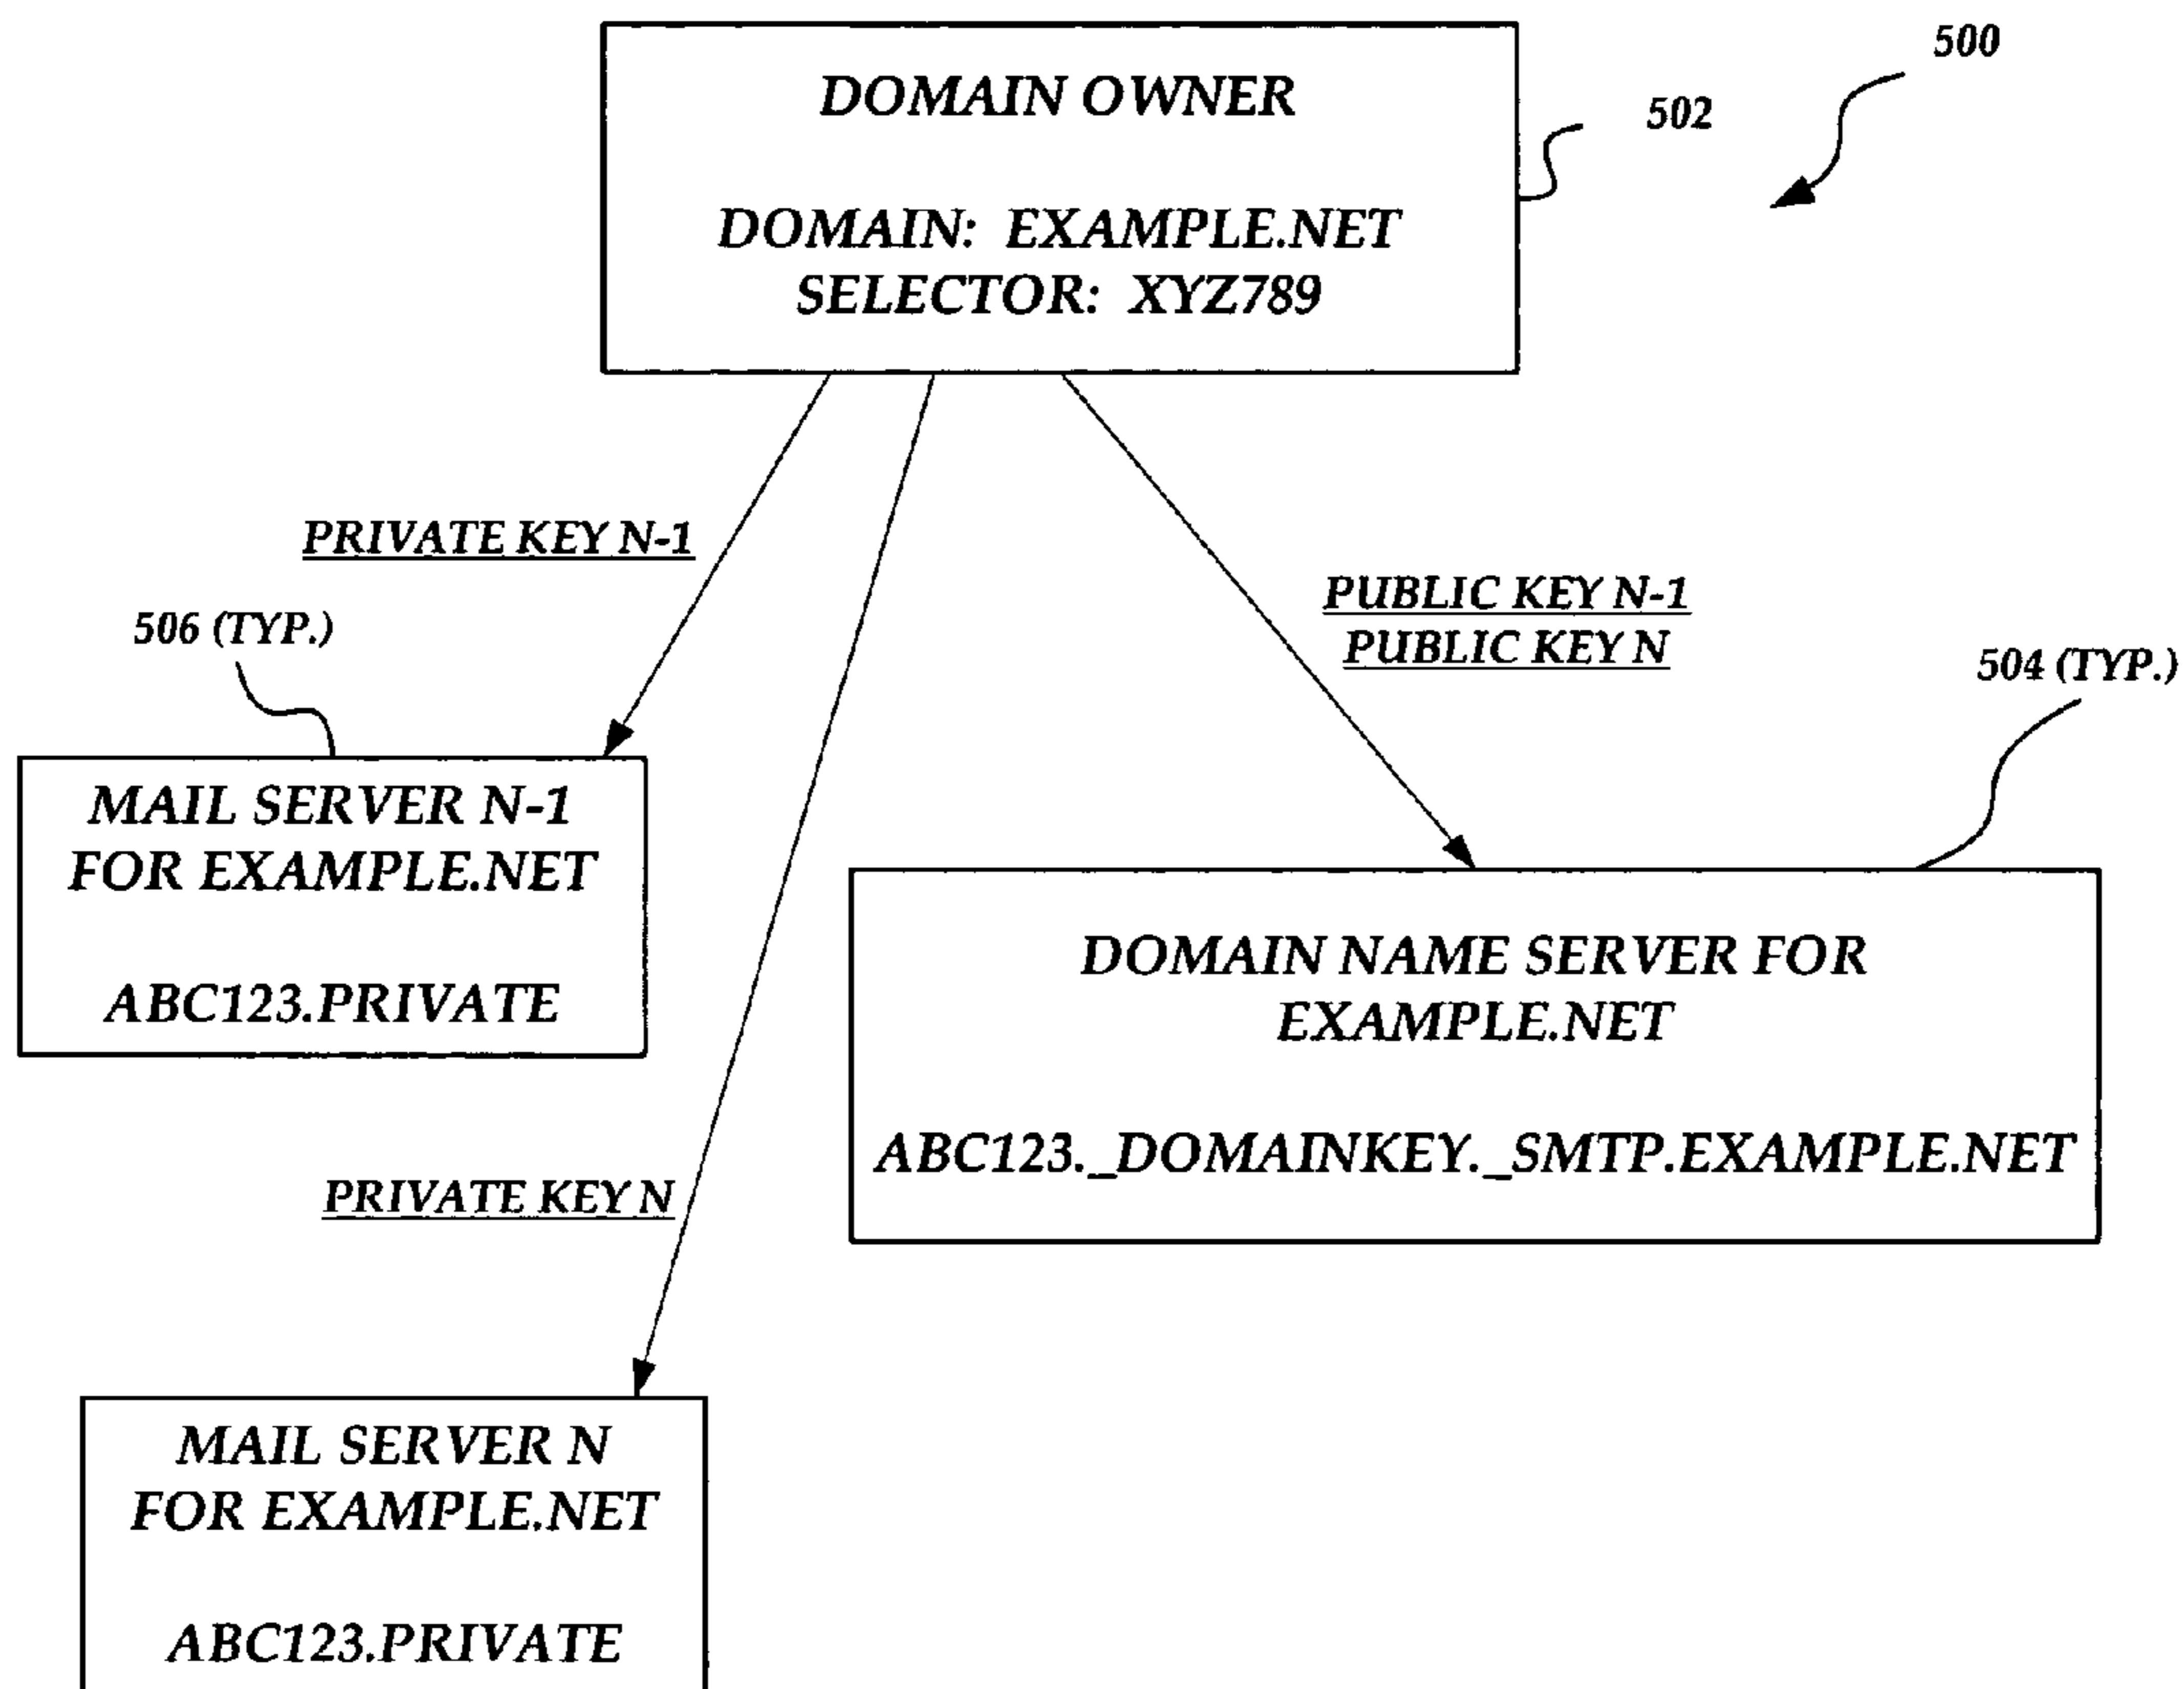 500
DOMAIN OWNER
502
DOMAIN: EXAMPLE.NET
SELECTOR: XYZ789
PRIVATE KEY N-1
PUBLIC KEY N-1
PUBLIC KEY N
506 (TYP.)
504 (TYP.)
MAIL SERVER N-1
FOR EXAMPLE.NET
ABC123.PRIVATE
DOMAIN NAME SERVER FOR
EXAMPLE.NET
ABC123._DOMAINKEY._SMTP.EXAMPLE.NET
PRIVATE KEY N
MAIL SERVER N
FOR EXAMPLE.NET
ABC123.PRIVATE